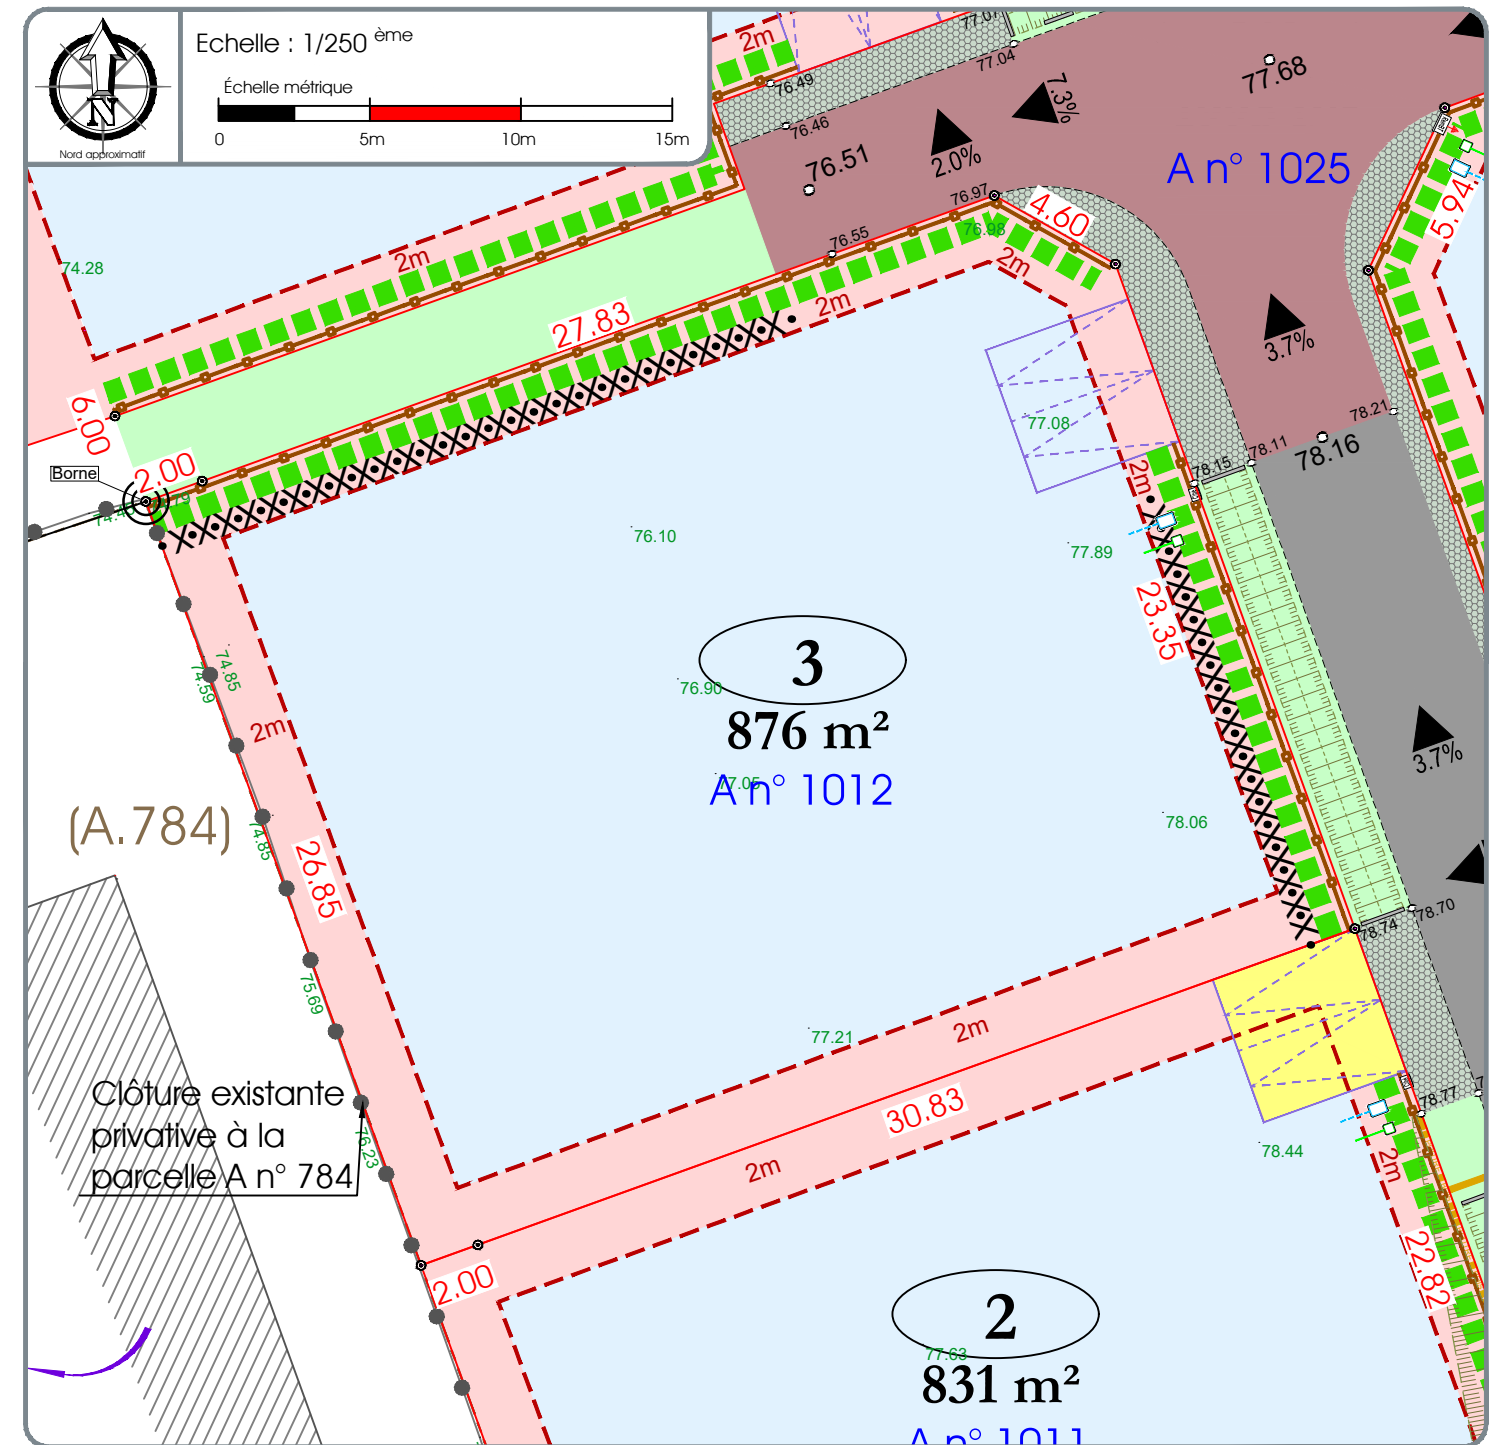 Echelle : 1/250 ème
Échelle métrique
0 5m 10m 15m
N
Nord approximatif
2m
77.07
77.04
76.49
76.46
76.51
2.0%
7.3%
77.68
A n° 1025
5.94
74.28
2m
76.97
76.98
4.60
76.55
2m
2m
27.83
3.7%
6.00
2.00
Borne
77.08
78.21
78.16
78.11
78.15
2m
76.10
77.89
23.35
3
876 m²
A n° 1012
76.90
77.05
74.85
74.59
2m
3.7%
78.06
(A.784)
74.85
26.85
78.70
78.74
75.69
77.21
2m
30.83
2m
78.77
78.44
2m
Clôture existante
privative à la
parcelle A n° 784
76.23
2.00
22.82
2
77.63
831 m²
A n° 1011